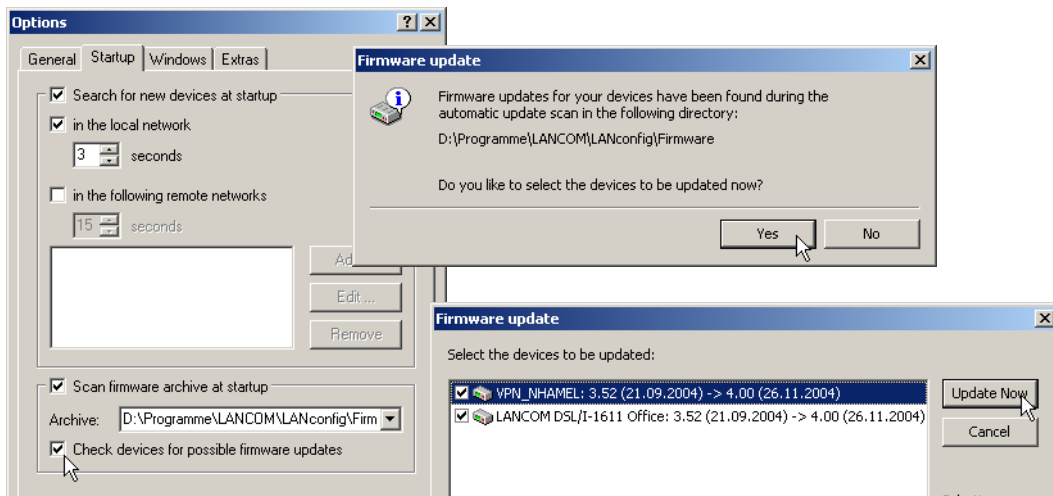 Options
General Startup Windows Extras
Search for new devices at startup
in the local network
3 seconds
in the following remote networks
15 seconds
Edit ...
Remove
Scan firmware archive at startup
Archive: D:\Programme\LANCOM\LANconfig\Firm
Check devices for possible firmware updates
Firmware update
Firmware updates for your devices have been found during the
automatic update scan in the following directory:
D:\Programme\LANCOM\LANconfig\Firmware
Do you like to select the devices to be updated now?
Yes No
Firmware update
Select the devices to be updated:
VPN_NHAMEL: 3.52 (21.09.2004) -> 4.00 (26.11.2004)
LANCOM DSL/I-1611 Office: 3.52 (21.09.2004) -> 4.00 (26.11.2004)
Update Now
Cancel